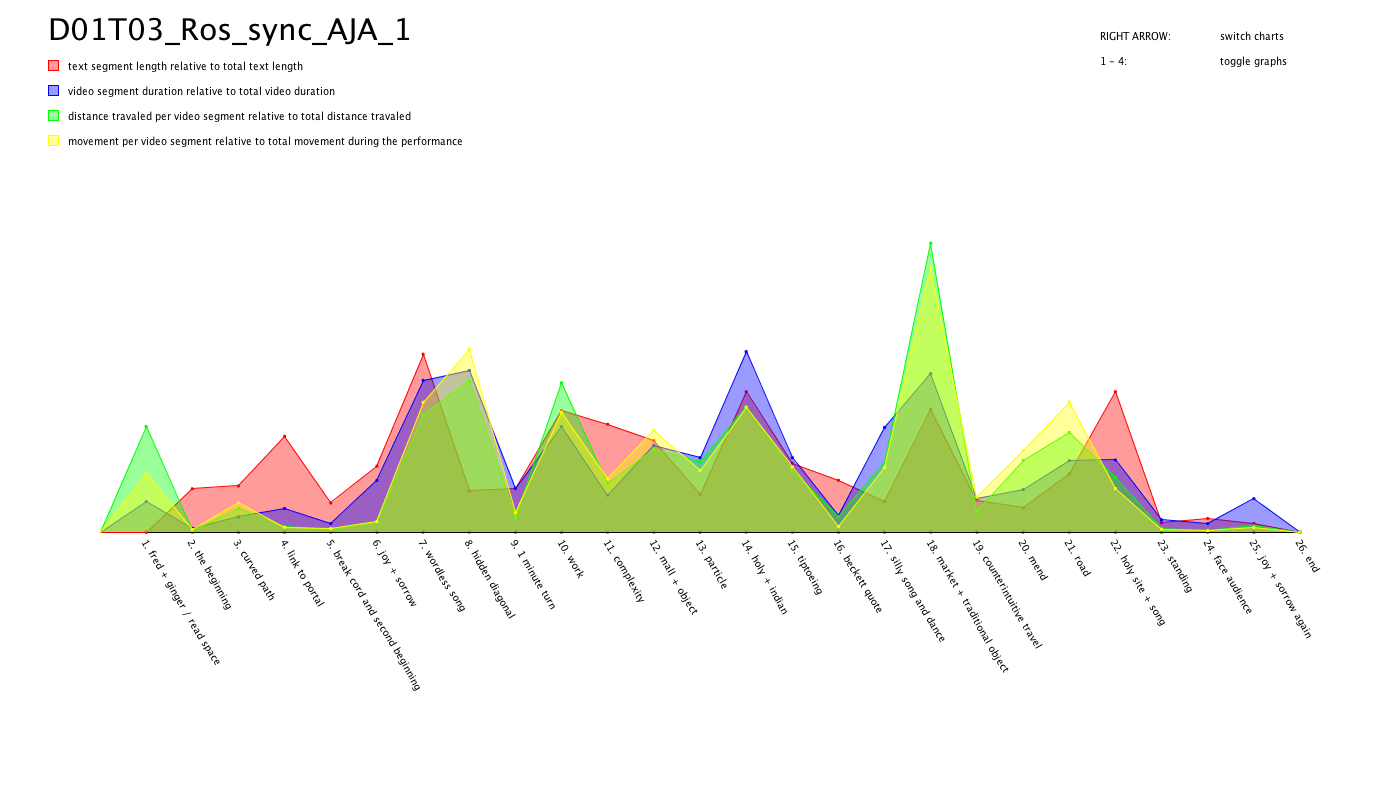 D01T03_Ros_sync_AJA_1
RIGHT ARROW: switch charts
1 - 4: toggle graphs
text segment length relative to total text length
video segment duration relative to total video duration
distance travaled per video segment relative to total distance travaled
movement per video segment relative to total movement during the performance
1. fred + ginger / read space
2. the beginning
3. curved path
4. link to portal
5. break cord and second beginning
6. joy + sorrow
7. wordless song
8. hidden diagonal
9. 1 minute turn
10. work
11. complexity
12. mall + object
13. particle
14. holy + indian
15. tiptoeing
16. beckett quote
17. silly song and dance
18. market + traditional object
19. counterintuitive travel
20. mend
21. road
22. holy site + song
23. standing
24. face audience
25. joy + sorrow again
26. end